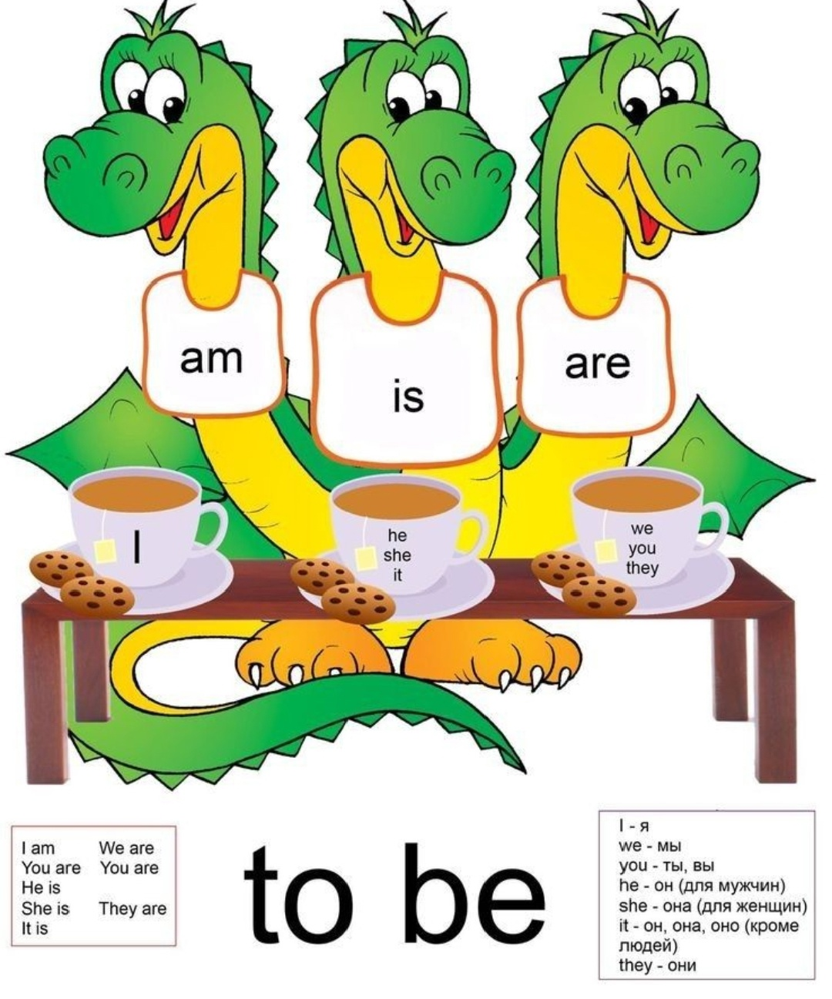 am
is
are
I
he
she
it
we
you
they
I am We are
You are You are
He is
She is They are
It is
to be
I - я
we - мы
you - ты, вы
he - он (для мужчин)
she - она (для женщин)
it - он, она, оно (кроме
людей)
they - они